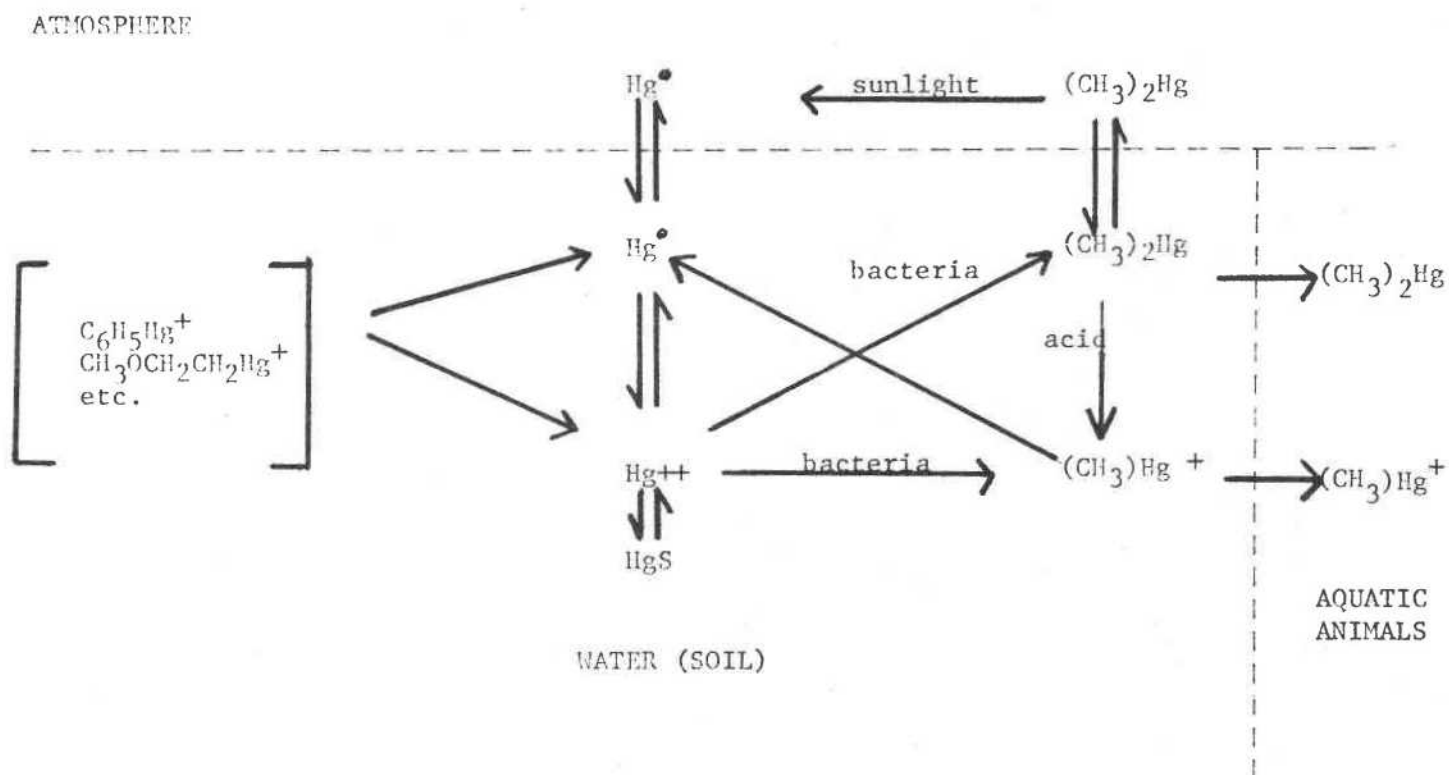 ATMOSPHERE
Hg°
sunlight
(CH3)2Hg
Hg°
(CH3)2Hg
bacteria
(CH3)2Hg
C6H5Hg+
CH3OCH2CH2Hg+
etc.
acid
Hg++
bacteria
(CH3)Hg +
(CH3)Hg+
HgS
AQUATIC
ANIMALS
WATER (SOIL)